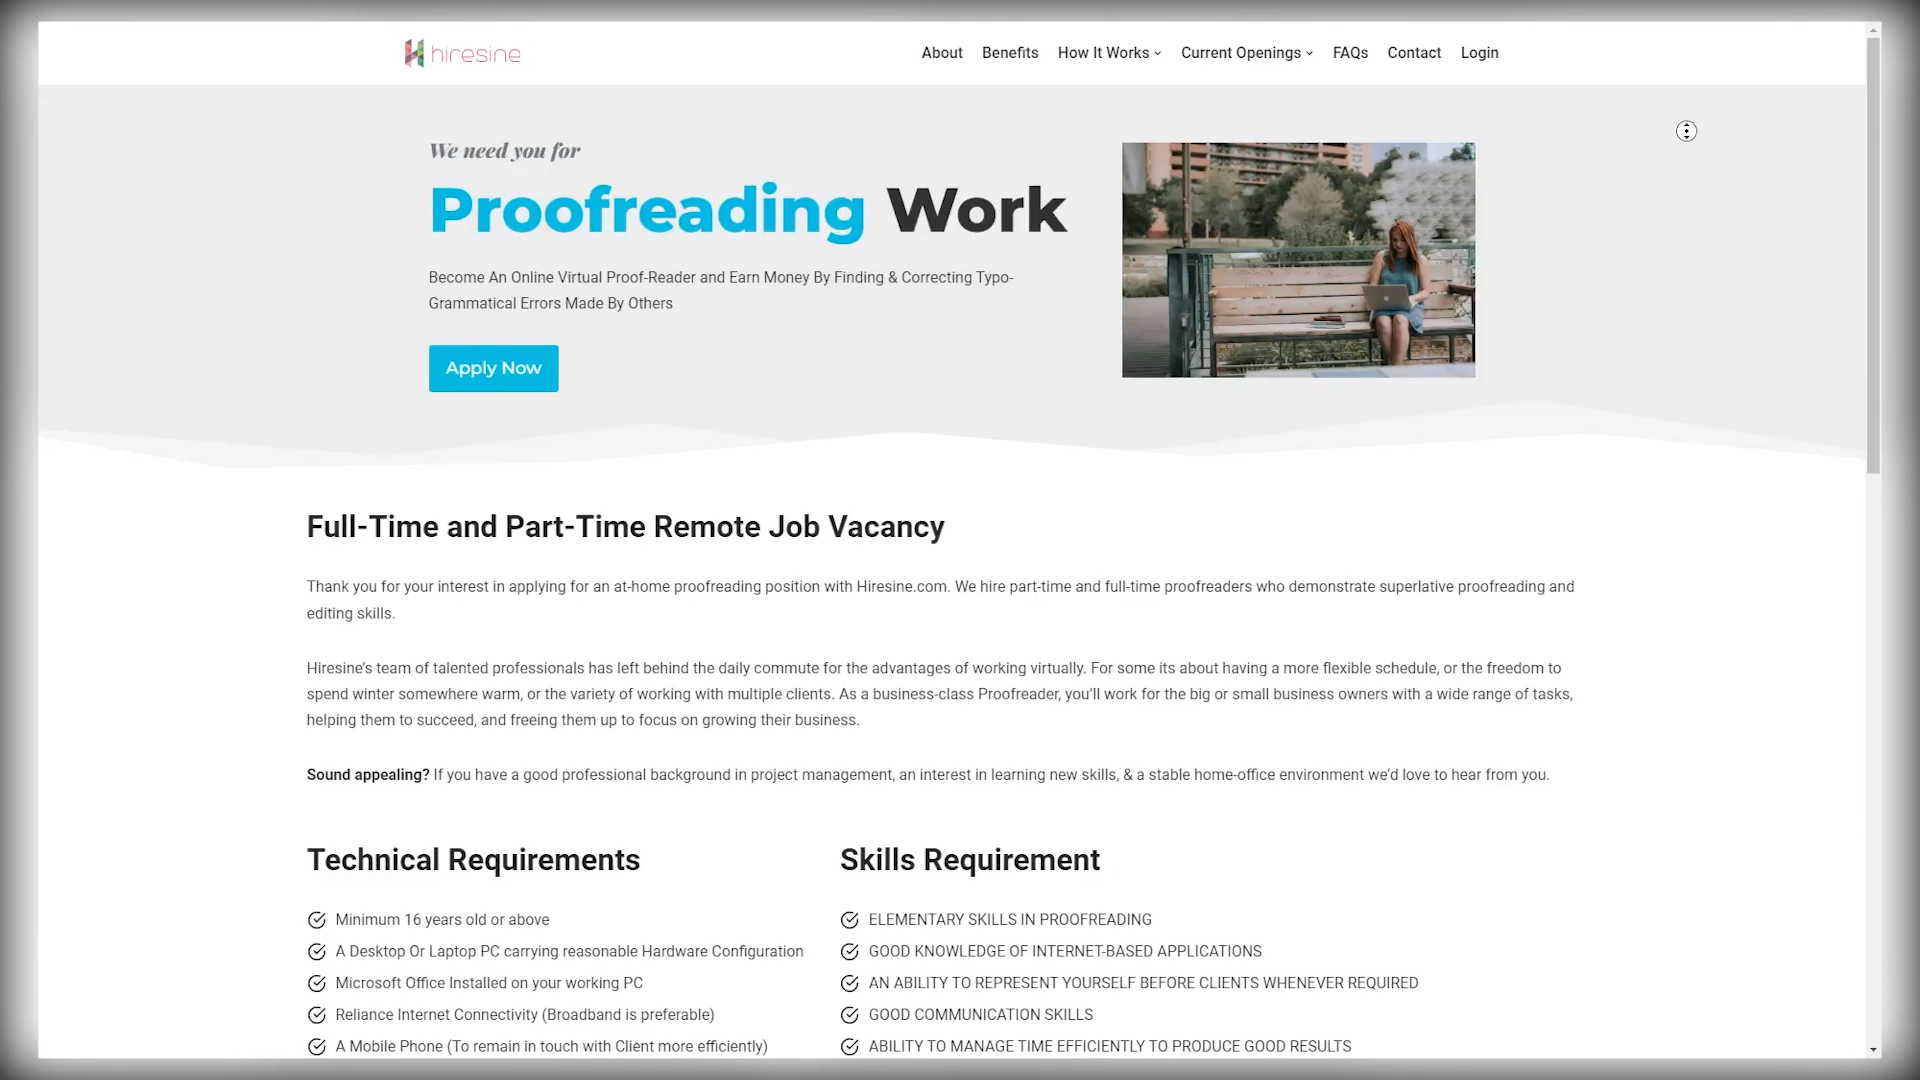 hiresine
About Benefits How It Works Current Openings FAQs Contact Login
We need you for
Proofreading Work
Become An Online Virtual Proof-Reader and Earn Money By Finding & Correcting Typo-
Grammatical Errors Made By Others
Apply Now
Full-Time and Part-Time Remote Job Vacancy
Thank you for your interest in applying for an at-home proofreading position with Hiresine.com. We hire part-time and full-time proofreaders who demonstrate superlative proofreading and
editing skills.
Hiresine’s team of talented professionals has left behind the daily commute for the advantages of working virtually. For some its about having a more flexible schedule, or the freedom to
spend winter somewhere warm, or the variety of working with multiple clients. As a business-class Proofreader, you’ll work for the big or small business owners with a wide range of tasks,
helping them to succeed, and freeing them up to focus on growing their business.
Sound appealing? If you have a good professional background in project management, an interest in learning new skills, & a stable home-office environment we’d love to hear from you.
Technical Requirements
Minimum 16 years old or above
A Desktop Or Laptop PC carrying reasonable Hardware Configuration
Microsoft Office Installed on your working PC
Reliance Internet Connectivity (Broadband is preferable)
A Mobile Phone (To remain in touch with Client more efficiently)
Skills Requirement
ELEMENTARY SKILLS IN PROOFREADING
GOOD KNOWLEDGE OF INTERNET-BASED APPLICATIONS
AN ABILITY TO REPRESENT YOURSELF BEFORE CLIENTS WHENEVER REQUIRED
GOOD COMMUNICATION SKILLS
ABILITY TO MANAGE TIME EFFICIENTLY TO PRODUCE GOOD RESULTS